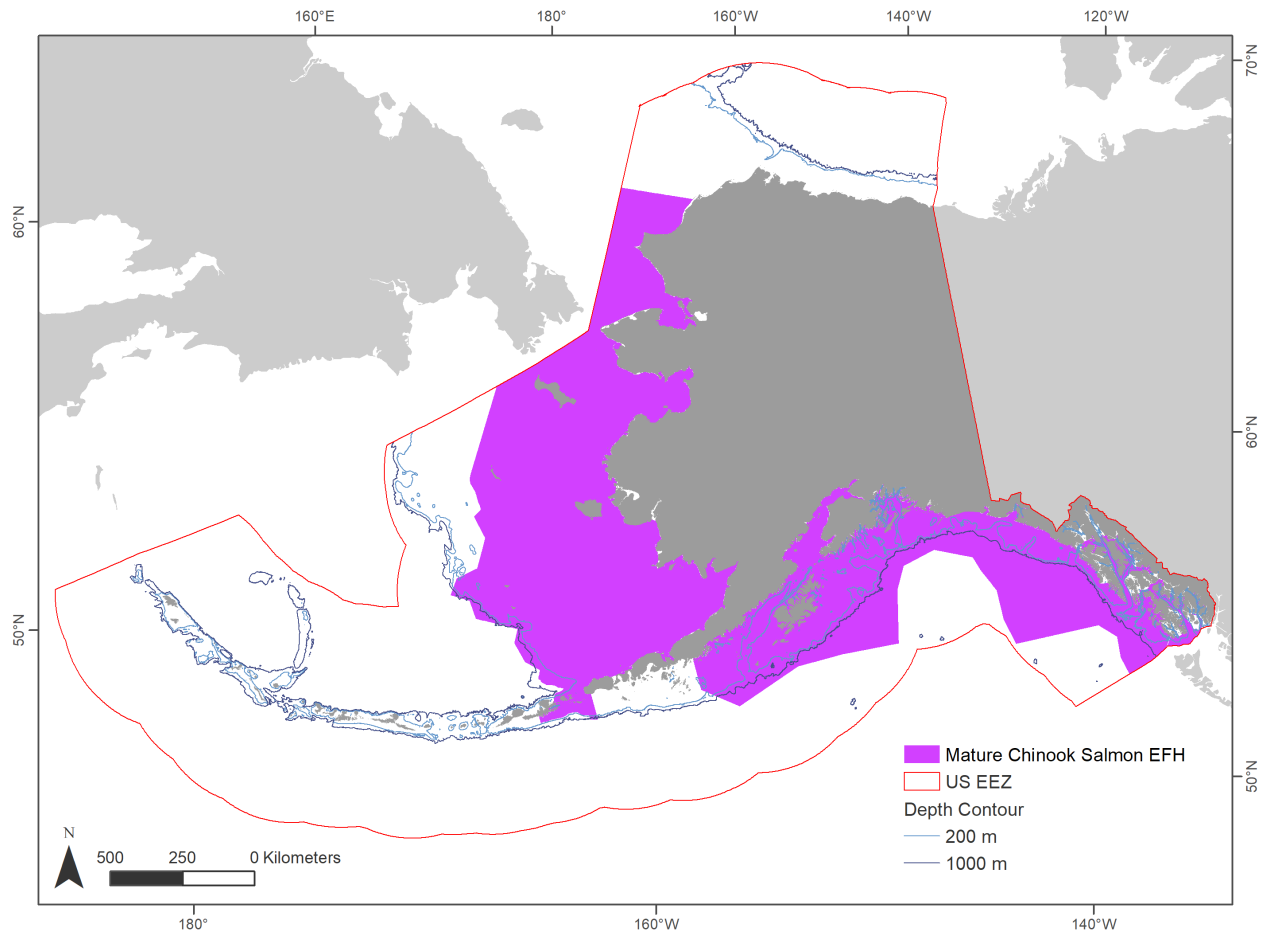 160°E 180° 160°W 140°W 120°W
70°N
60°N
60°N
50°N
50°N
Mature Chinook Salmon EFH
US EEZ
Depth Contour
200 m
1000 m
N
500 250 0 Kilometers
180° 160°W 140°W